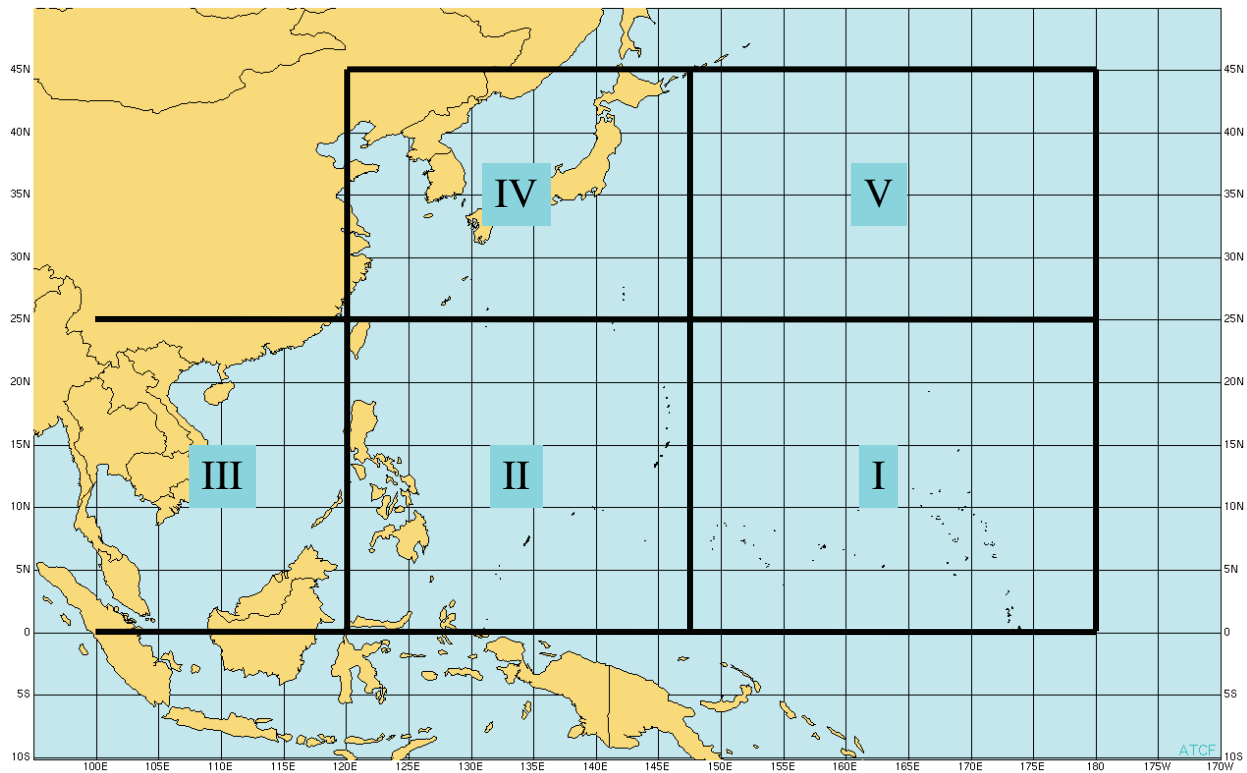 45N 45N
40N 40N
IV V
35N 35N
30N 30N
25N 25N
20N 20N
15N 15N
III II I
10N 10N
5N 5N
0 0
5S 5S
ATCF
10S 10S
100E 105E 110E 115E 120E 125E 130E 135E 140E 145E 150E 155E 160E 165E 170E 175E 180 175W 170W